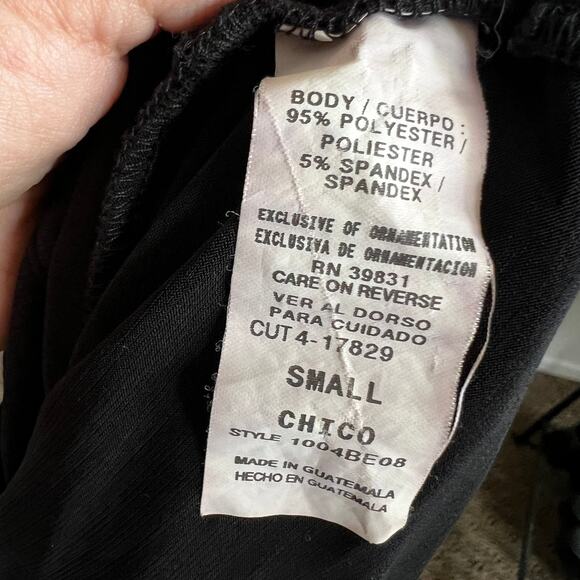 BODY / CUERPO :
95% POLYESTER /
POLIESTER
5% SPANDEX /
SPANDEX
EXCLUSIVE OF ORNAMENTATION
EXCLUSIVA DE ORNAMENTACION
RN 39831
CARE ON REVERSE
VER AL DORSO
PARA CUIDADO
CUT 4-17829
SMALL
CHICO
STYLE 1004BE08
MADE IN GUATEMALA
HECHO EN GUATEMALA